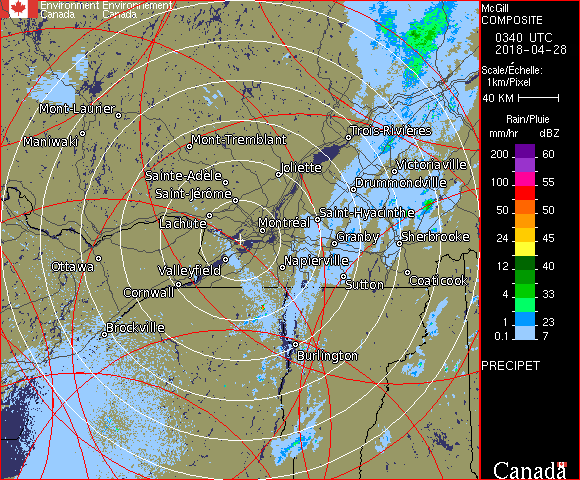 Environment Environnement
Canada Canada
McGill
COMPOSITE
0340 UTC
2018-04-28
Scale/Échelle:
1km/Pixel
40 KM
Rain/Pluie
mm/hr dBZ
200 60
55
100 55
50 50
24 45
12 40
4 33
1 23
0.1 7
PRECIPET
Canada
Mont-Laurier
Maniwaki
Mont-Tremblant
Trois-Rivières
Sainte-Adèle
Joliette
Victoriaville
Saint-Jérôme
Drummondville
Lachute
Montréal
Saint-Hyacinthe
Granby
Sherbrooke
Ottawa
Valleyfield
Napierville
Cornwall
Sutton
Coaticook
Brockville
Burlington